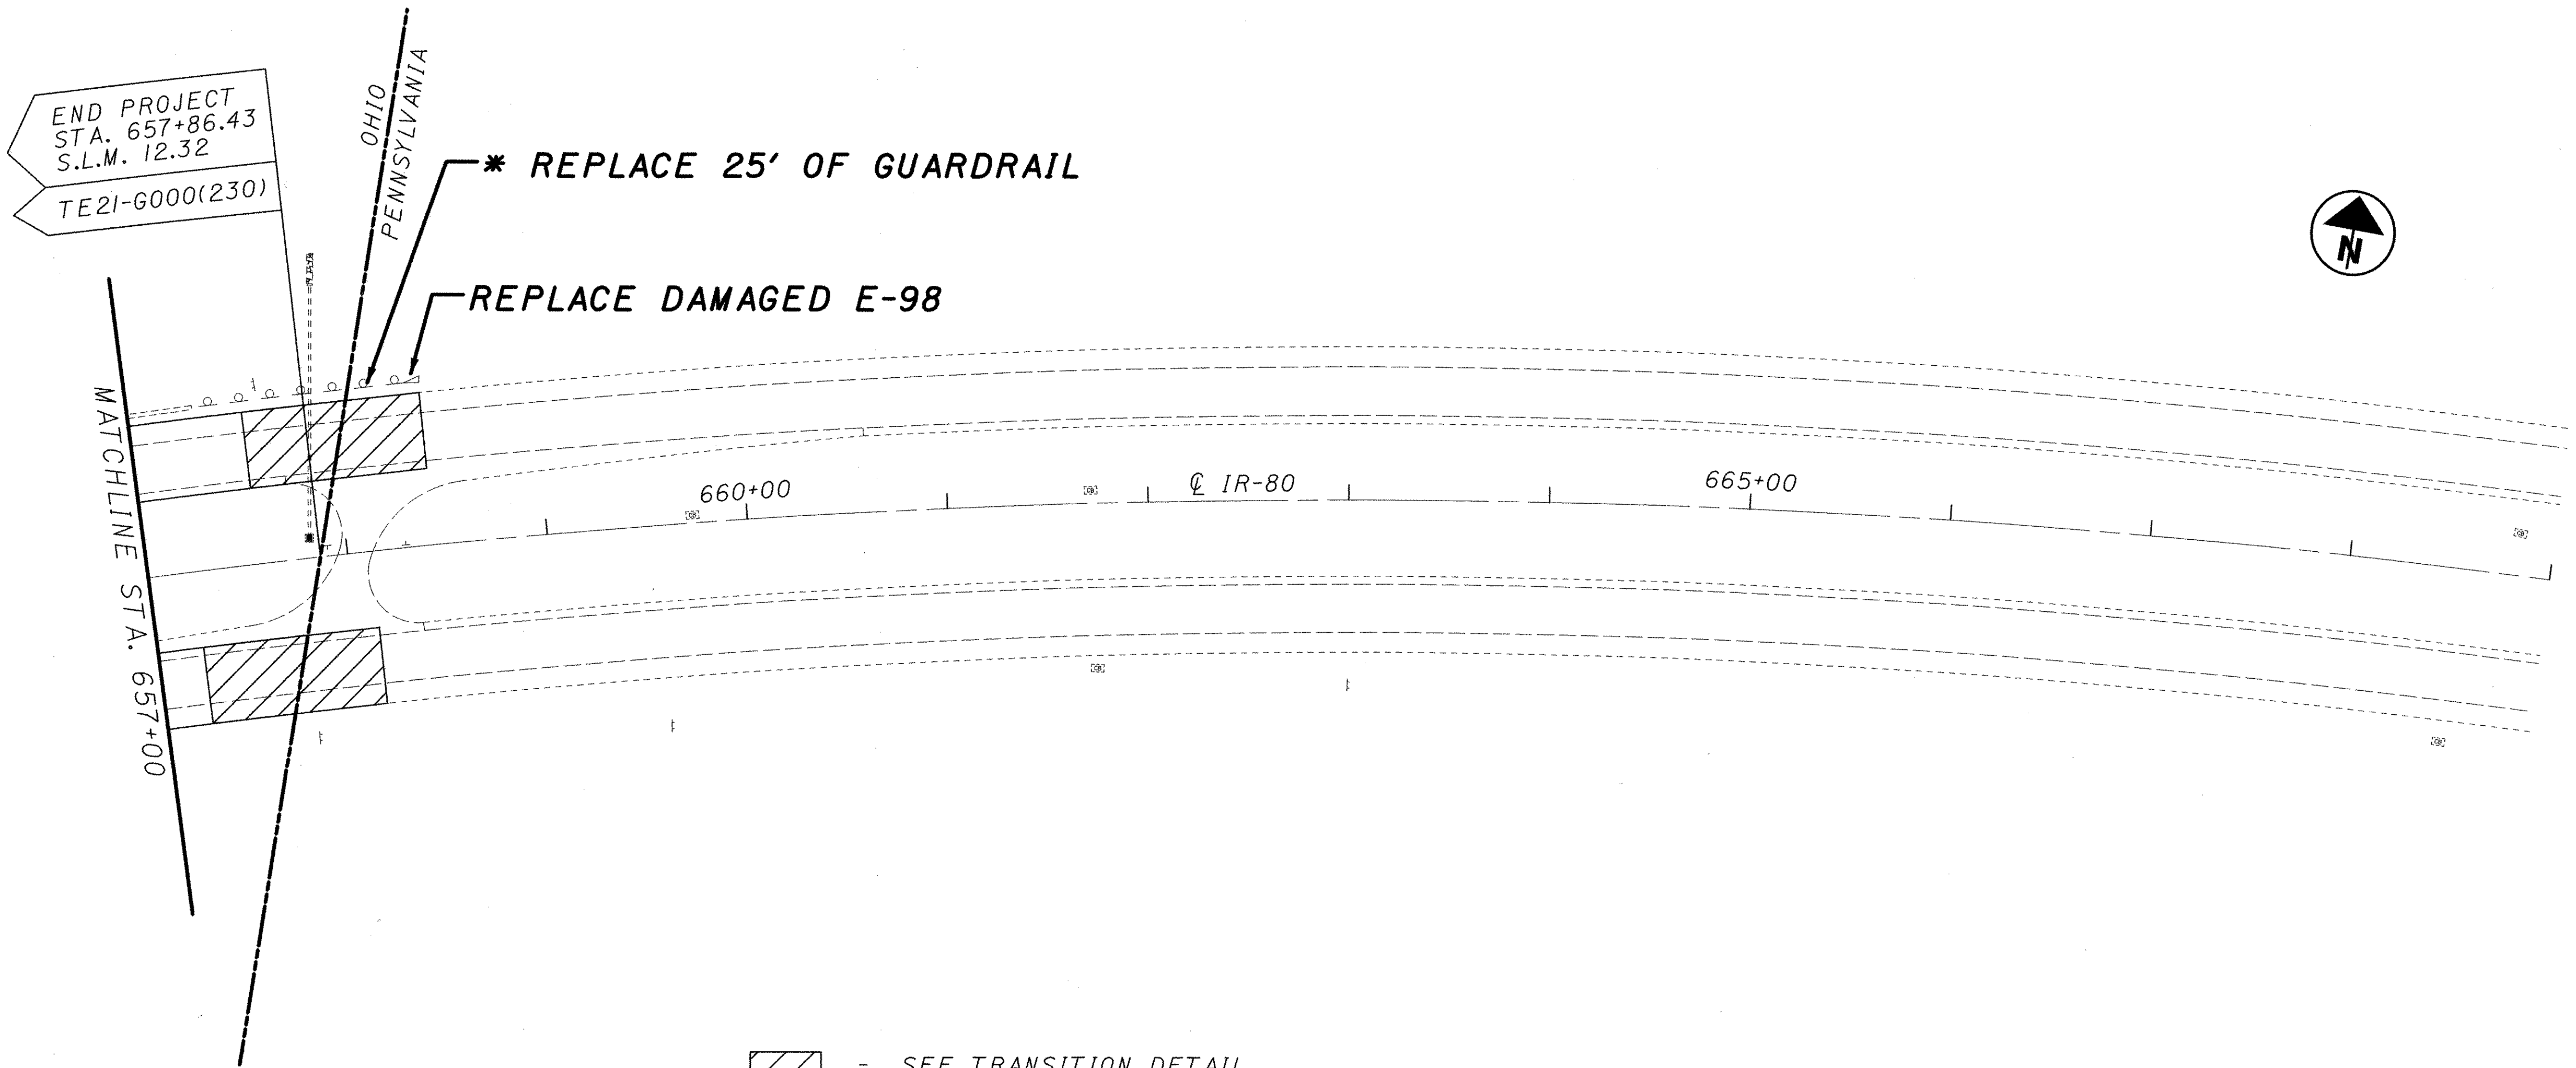 END PROJECT
STA. 657+86.43
S.L.M. 12.32
TE21-G000(230)
OHIO
PENNSYLVANIA
* REPLACE 25' OF GUARDRAIL
REPLACE DAMAGED E-98
N
MATCHLINE STA. 657+00
660+00
℄ IR-80
665+00
- SEE TRANSITION DETAIL